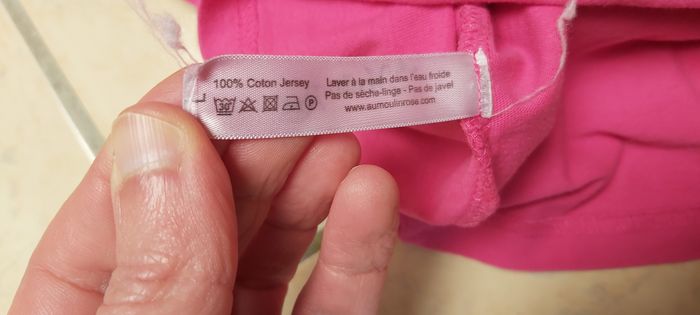 L
100% Coton Jersey
30° P
Laver à la main dans l'eau froide
Pas de sèche-linge - Pas de javel
www.aumoulinrose.com